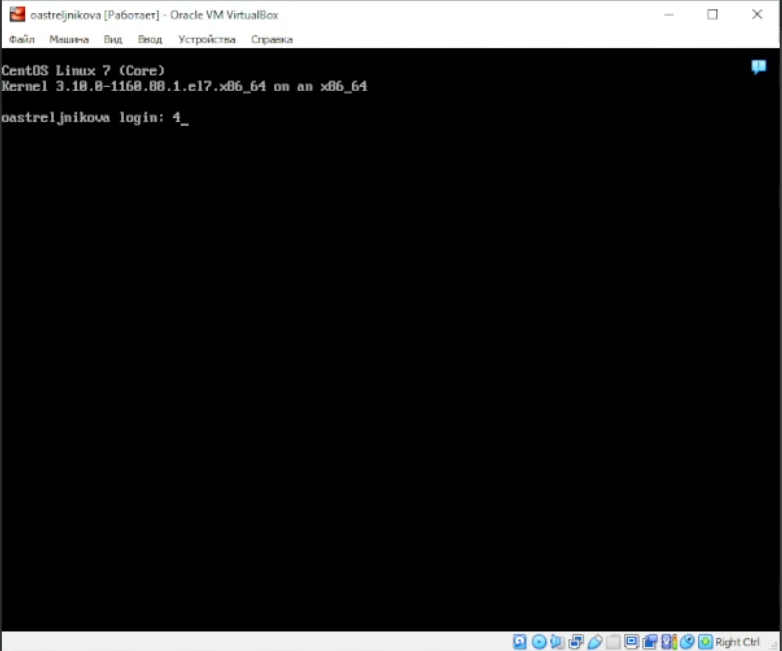 oastreljnikova [Работает] - Oracle VM VirtualBox
Файл Машина Вид Ввод Устройства Справка
CentOS Linux 7 (Core)
Kernel 3.10.0-1160.88.1.el7.x86_64 on an x86_64
oastreljnikova login: 4_
Right Ctrl